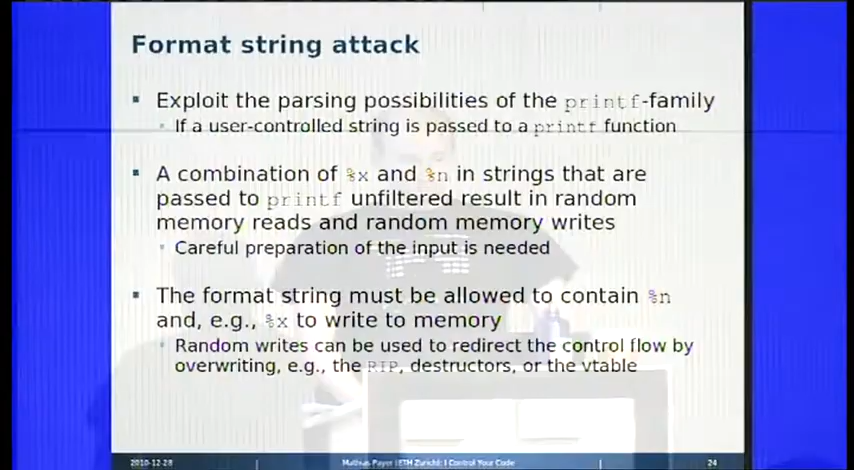 Format string attack
Exploit the parsing possibilities of the printf-family
If a user-controlled string is passed to a printf function
A combination of %x and %n in strings that are
passed to printf unfiltered result in random
memory reads and random memory writes
Careful preparation of the input is needed
The format string must be allowed to contain %n
and, e.g., %x to write to memory
Random writes can be used to redirect the control flow by
overwriting, e.g., the RIP, destructors, or the vtable
2010-12-28 Mathias Payer | ETH Zurich: I Control Your Code 24